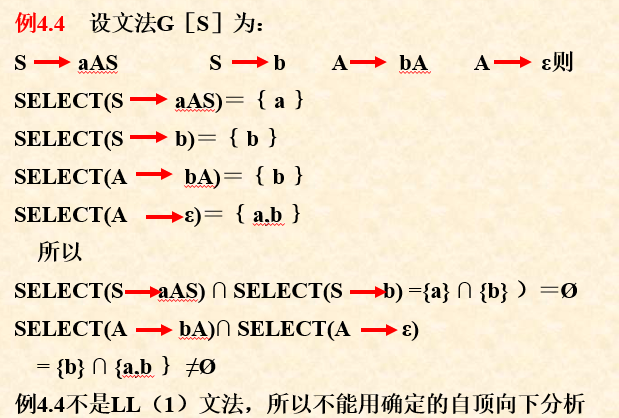 例4.4 设文法G［S］为：
S → aAS S → b A → bA A → ε则
SELECT(S → aAS)＝｛ a ｝
SELECT(S → b)＝｛ b ｝
SELECT(A → bA)＝｛ b ｝
SELECT(A → ε)＝｛ a,b ｝
所以
SELECT(S→aAS) ∩ SELECT(S → b) ={a} ∩ {b} ）＝Ø
SELECT(A → bA)∩ SELECT(A → ε)
= {b} ∩ {a,b ｝ ≠Ø
例4.4不是LL（1）文法，所以不能用确定的自顶向下分析